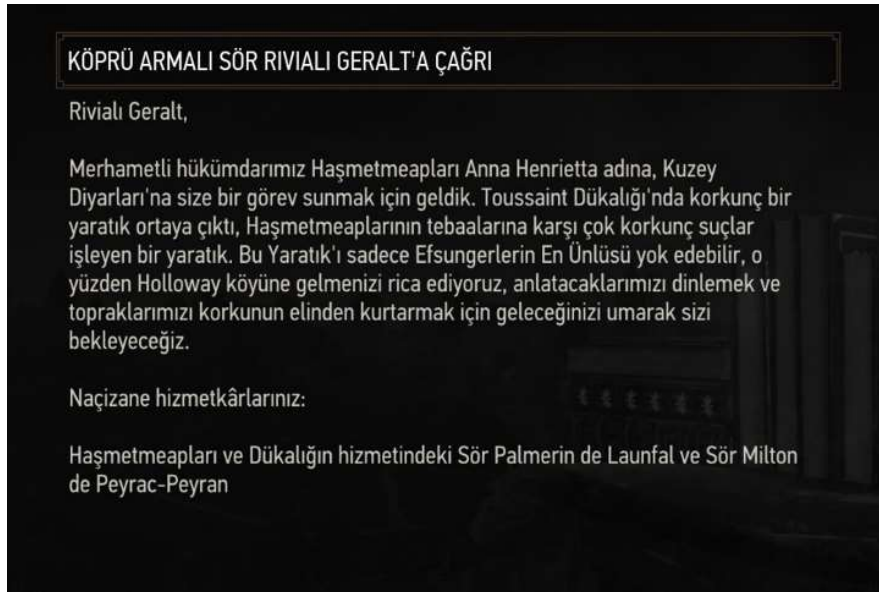 KÖPRÜ ARMALI SÖR RIVIALI GERALT'A ÇAĞRI
Rivialı Geralt,
Merhametli hükümdarımız Haşmetmeapları Anna Henrietta adına, Kuzey
Diyarları'na size bir görev sunmak için geldik. Toussaint Dükalığı'nda korkunç bir
yaratık ortaya çıktı, Haşmetmeaplarının tebaalarına karşı çok korkunç suçlar
işleyen bir yaratık. Bu Yaratık'ı sadece Efsungerlerin En Ünlüsü yok edebilir, o
yüzden Holloway köyüne gelmenizi rica ediyoruz, anlatacaklarımızı dinlemek ve
topraklarımızı korkunun elinden kurtarmak için geleceğinizi umarak sizi
bekleyeceğiz.
Naçizane hizmetkârlarınız:
Haşmetmeapları ve Dükalığın hizmetindeki Sör Palmerin de Launfal ve Sör Milton
de Peyrac-Peyran